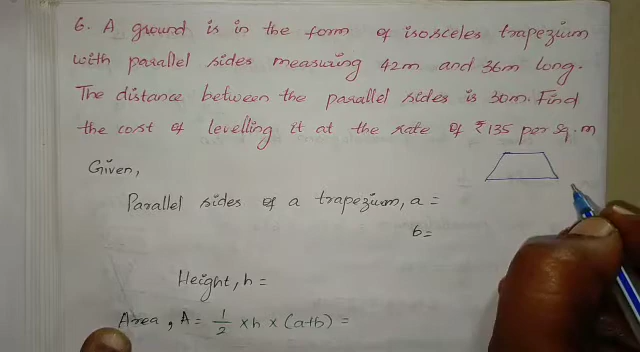 6. A ground is in the form of isosceles trapezium
with parallel sides measuring 42m and 36m long.
The distance between the parallel sides is 30m. Find
the cost of levelling it at the rate of ₹135 per sq.m
Given,
Parallel sides of a trapezium, a =
b=
Height, h =
Area, A = 1/2 × h × (a+b) =